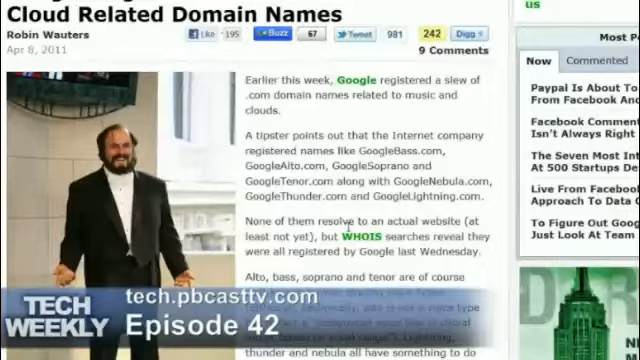 us
Cloud Related Domain Names
Robin Wauters
Apr 8, 2011
Like 195
Buzz 67
Tweet 981
242 Digg
9 Comments
Earlier this week, Google registered a slew of
.com domain names related to music and
clouds.
A tipster points out that the Internet company
registered names like GoogleBass.com,
GoogleAlto.com, GoogleSoprano and
GoogleTenor.com along with GoogleNebula.com,
GoogleThunder.com and GoogleLightning.com.
None of them resolve to an actual website (at
least not yet), but WHOIS searches reveal they
were all registered by Google last Wednesday.
Alto, bass, soprano and tenor are of course
thunder and nebula all have something to do
Most P
Now
Commented
Paypal Is About To
From Facebook An
Facebook Comment
Isn't Always Right
The Seven Most Int
At 500 Startups De
Live From Facebook
Approach To Data C
To Figure Out Goog
Just Look At Team
TECH
WEEKLY
tech.pbcasttv.com
Episode 42